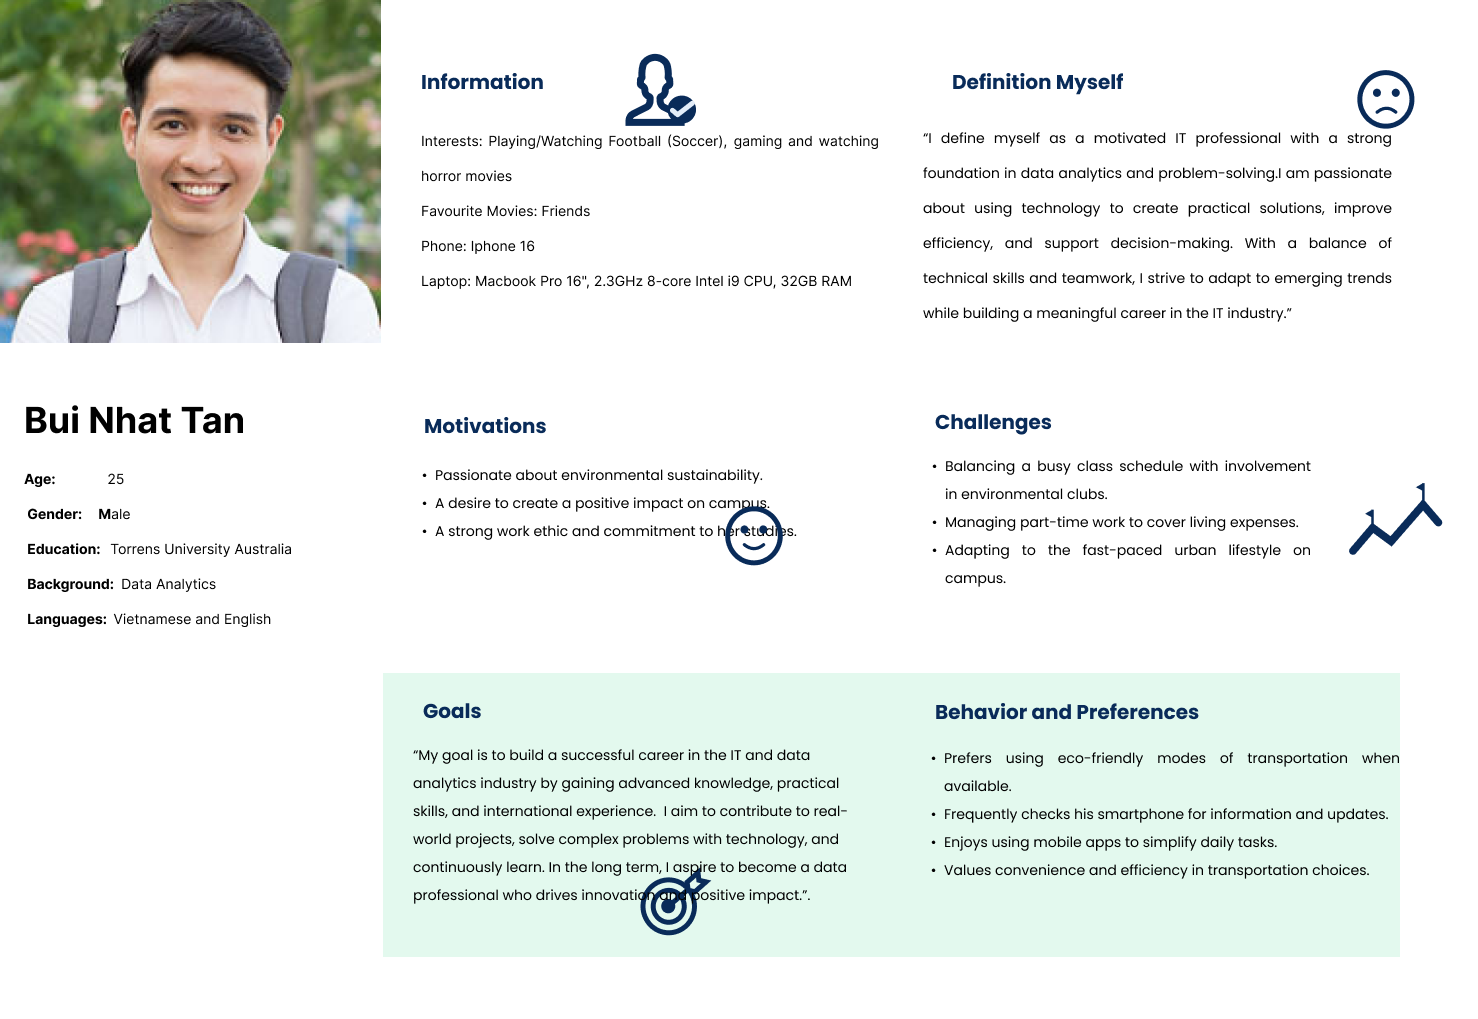 Information
Interests: Playing/Watching Football (Soccer), gaming and watching
horror movies
Favourite Movies: Friends
Phone: Iphone 16
Laptop: Macbook Pro 16", 2.3GHz 8-core Intel i9 CPU, 32GB RAM
Definition Myself
“I define myself as a motivated IT professional with a strong
foundation in data analytics and problem-solving.I am passionate
about using technology to create practical solutions, improve
efficiency, and support decision-making. With a balance of
technical skills and teamwork, I strive to adapt to emerging trends
while building a meaningful career in the IT industry.”
Bui Nhat Tan
Age: 25
Gender: Male
Education: Torrens University Australia
Background: Data Analytics
Languages: Vietnamese and English
Motivations
• Passionate about environmental sustainability.
• A desire to create a positive impact on campus.
• A strong work ethic and commitment to her studies.
Challenges
• Balancing a busy class schedule with involvement
in environmental clubs.
• Managing part-time work to cover living expenses.
• Adapting to the fast-paced urban lifestyle on
campus.
Goals
“My goal is to build a successful career in the IT and data
analytics industry by gaining advanced knowledge, practical
skills, and international experience. I aim to contribute to real-
world projects, solve complex problems with technology, and
continuously learn. In the long term, I aspire to become a data
professional who drives innovation and positive impact.”.
Behavior and Preferences
• Prefers using eco-friendly modes of transportation when
available.
• Frequently checks his smartphone for information and updates.
• Enjoys using mobile apps to simplify daily tasks.
• Values convenience and efficiency in transportation choices.